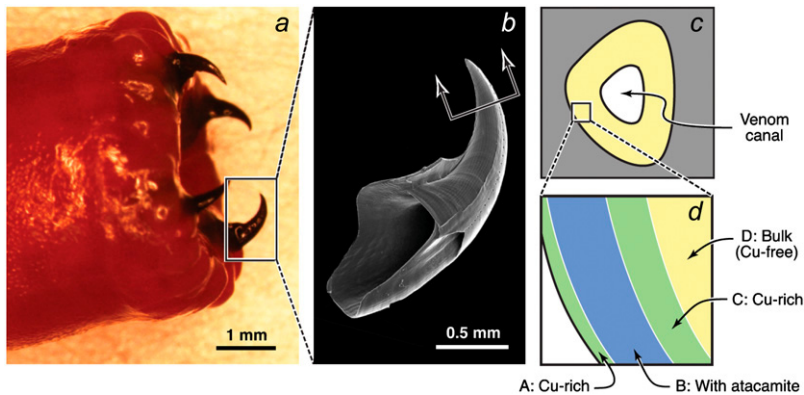 a
b
c
Venom
canal
d
D: Bulk
(Cu-free)
C: Cu-rich
1 mm
0.5 mm
A: Cu-rich
B: With atacamite